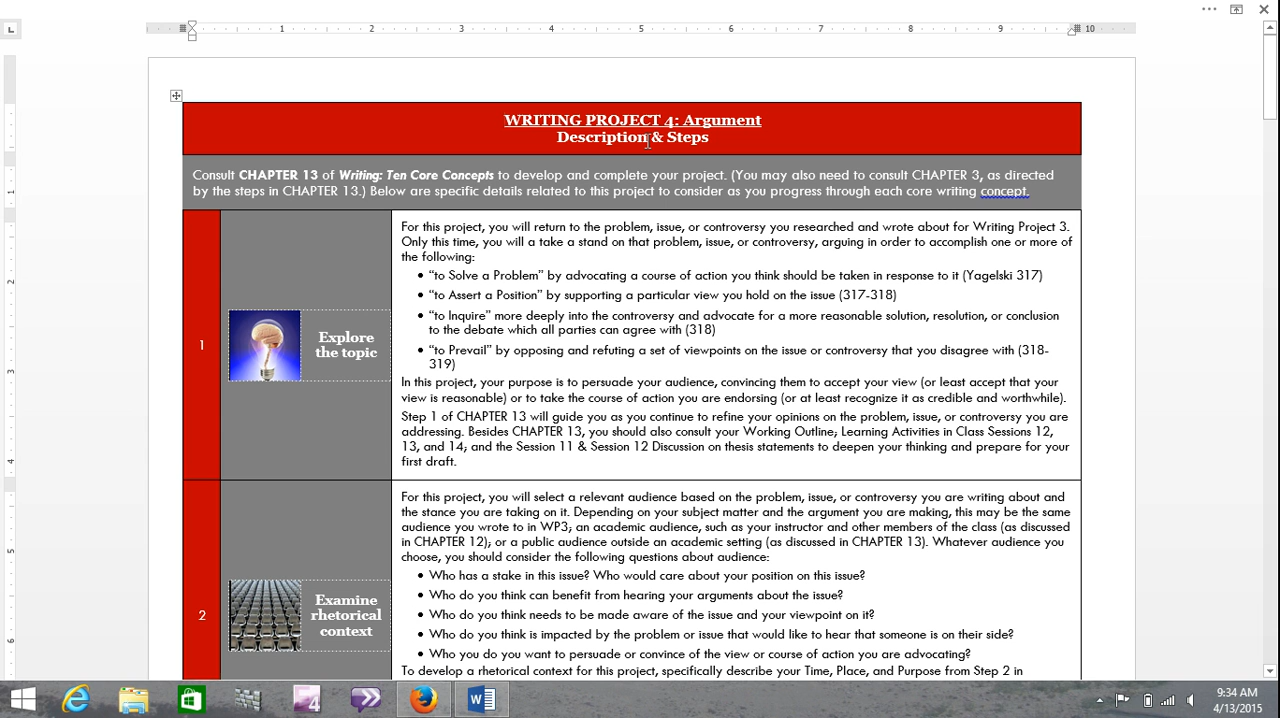 1 2 3 4 5 6 7 8 9 10
WRITING PROJECT 4: Argument
Description & Steps
Consult CHAPTER 13 of Writing: Ten Core Concepts to develop and complete your project. (You may also need to consult CHAPTER 3, as directed
by the steps in CHAPTER 13.) Below are specific details related to this project to consider as you progress through each core writing concept.
1
Explore
the topic
For this project, you will return to the problem, issue, or controversy you researched and wrote about for Writing Project 3.
Only this time, you will a take a stand on that problem, issue, or controversy, arguing in order to accomplish one or more of
the following:
• “to Solve a Problem” by advocating a course of action you think should be taken in response to it (Yagelski 317)
• “to Assert a Position” by supporting a particular view you hold on the issue (317-318)
• “to Inquire” more deeply into the controversy and advocate for a more reasonable solution, resolution, or conclusion
to the debate which all parties can agree with (318)
• “to Prevail” by opposing and refuting a set of viewpoints on the issue or controversy that you disagree with (318-
319)
In this project, your purpose is to persuade your audience, convincing them to accept your view (or least accept that your
view is reasonable) or to take the course of action you are endorsing (or at least recognize it as credible and worthwhile).
Step 1 of CHAPTER 13 will guide you as you continue to refine your opinions on the problem, issue, or controversy you are
addressing. Besides CHAPTER 13, you should also consult your Working Outline; Learning Activities in Class Sessions 12,
13, and 14; and the Session 11 & Session 12 Discussion on thesis statements to deepen your thinking and prepare for your
first draft.
2
Examine
rhetorical
context
For this project, you will select a relevant audience based on the problem, issue, or controversy you are writing about and
the stance you are taking on it. Depending on your subject matter and the argument you are making, this may be the same
audience you wrote to in WP3; an academic audience, such as your instructor and other members of the class (as discussed
in CHAPTER 12); or a public audience outside an academic setting (as discussed in CHAPTER 13). Whatever audience you
choose, you should consider the following questions about audience:
• Who has a stake in this issue? Who would care about your position on this issue?
• Who do you think can benefit from hearing your arguments about the issue?
• Who do you think needs to be made aware of the issue and your viewpoint on it?
• Who do you think is impacted by the problem or issue that would like to hear that someone is on their side?
• Who you do you want to persuade or convince of the view or course of action you are advocating?
To develop a rhetorical context for this project, specifically describe your Time, Place, and Purpose from Step 2 in
1
2
3
4
5
6
9:34 AM
4/13/2015